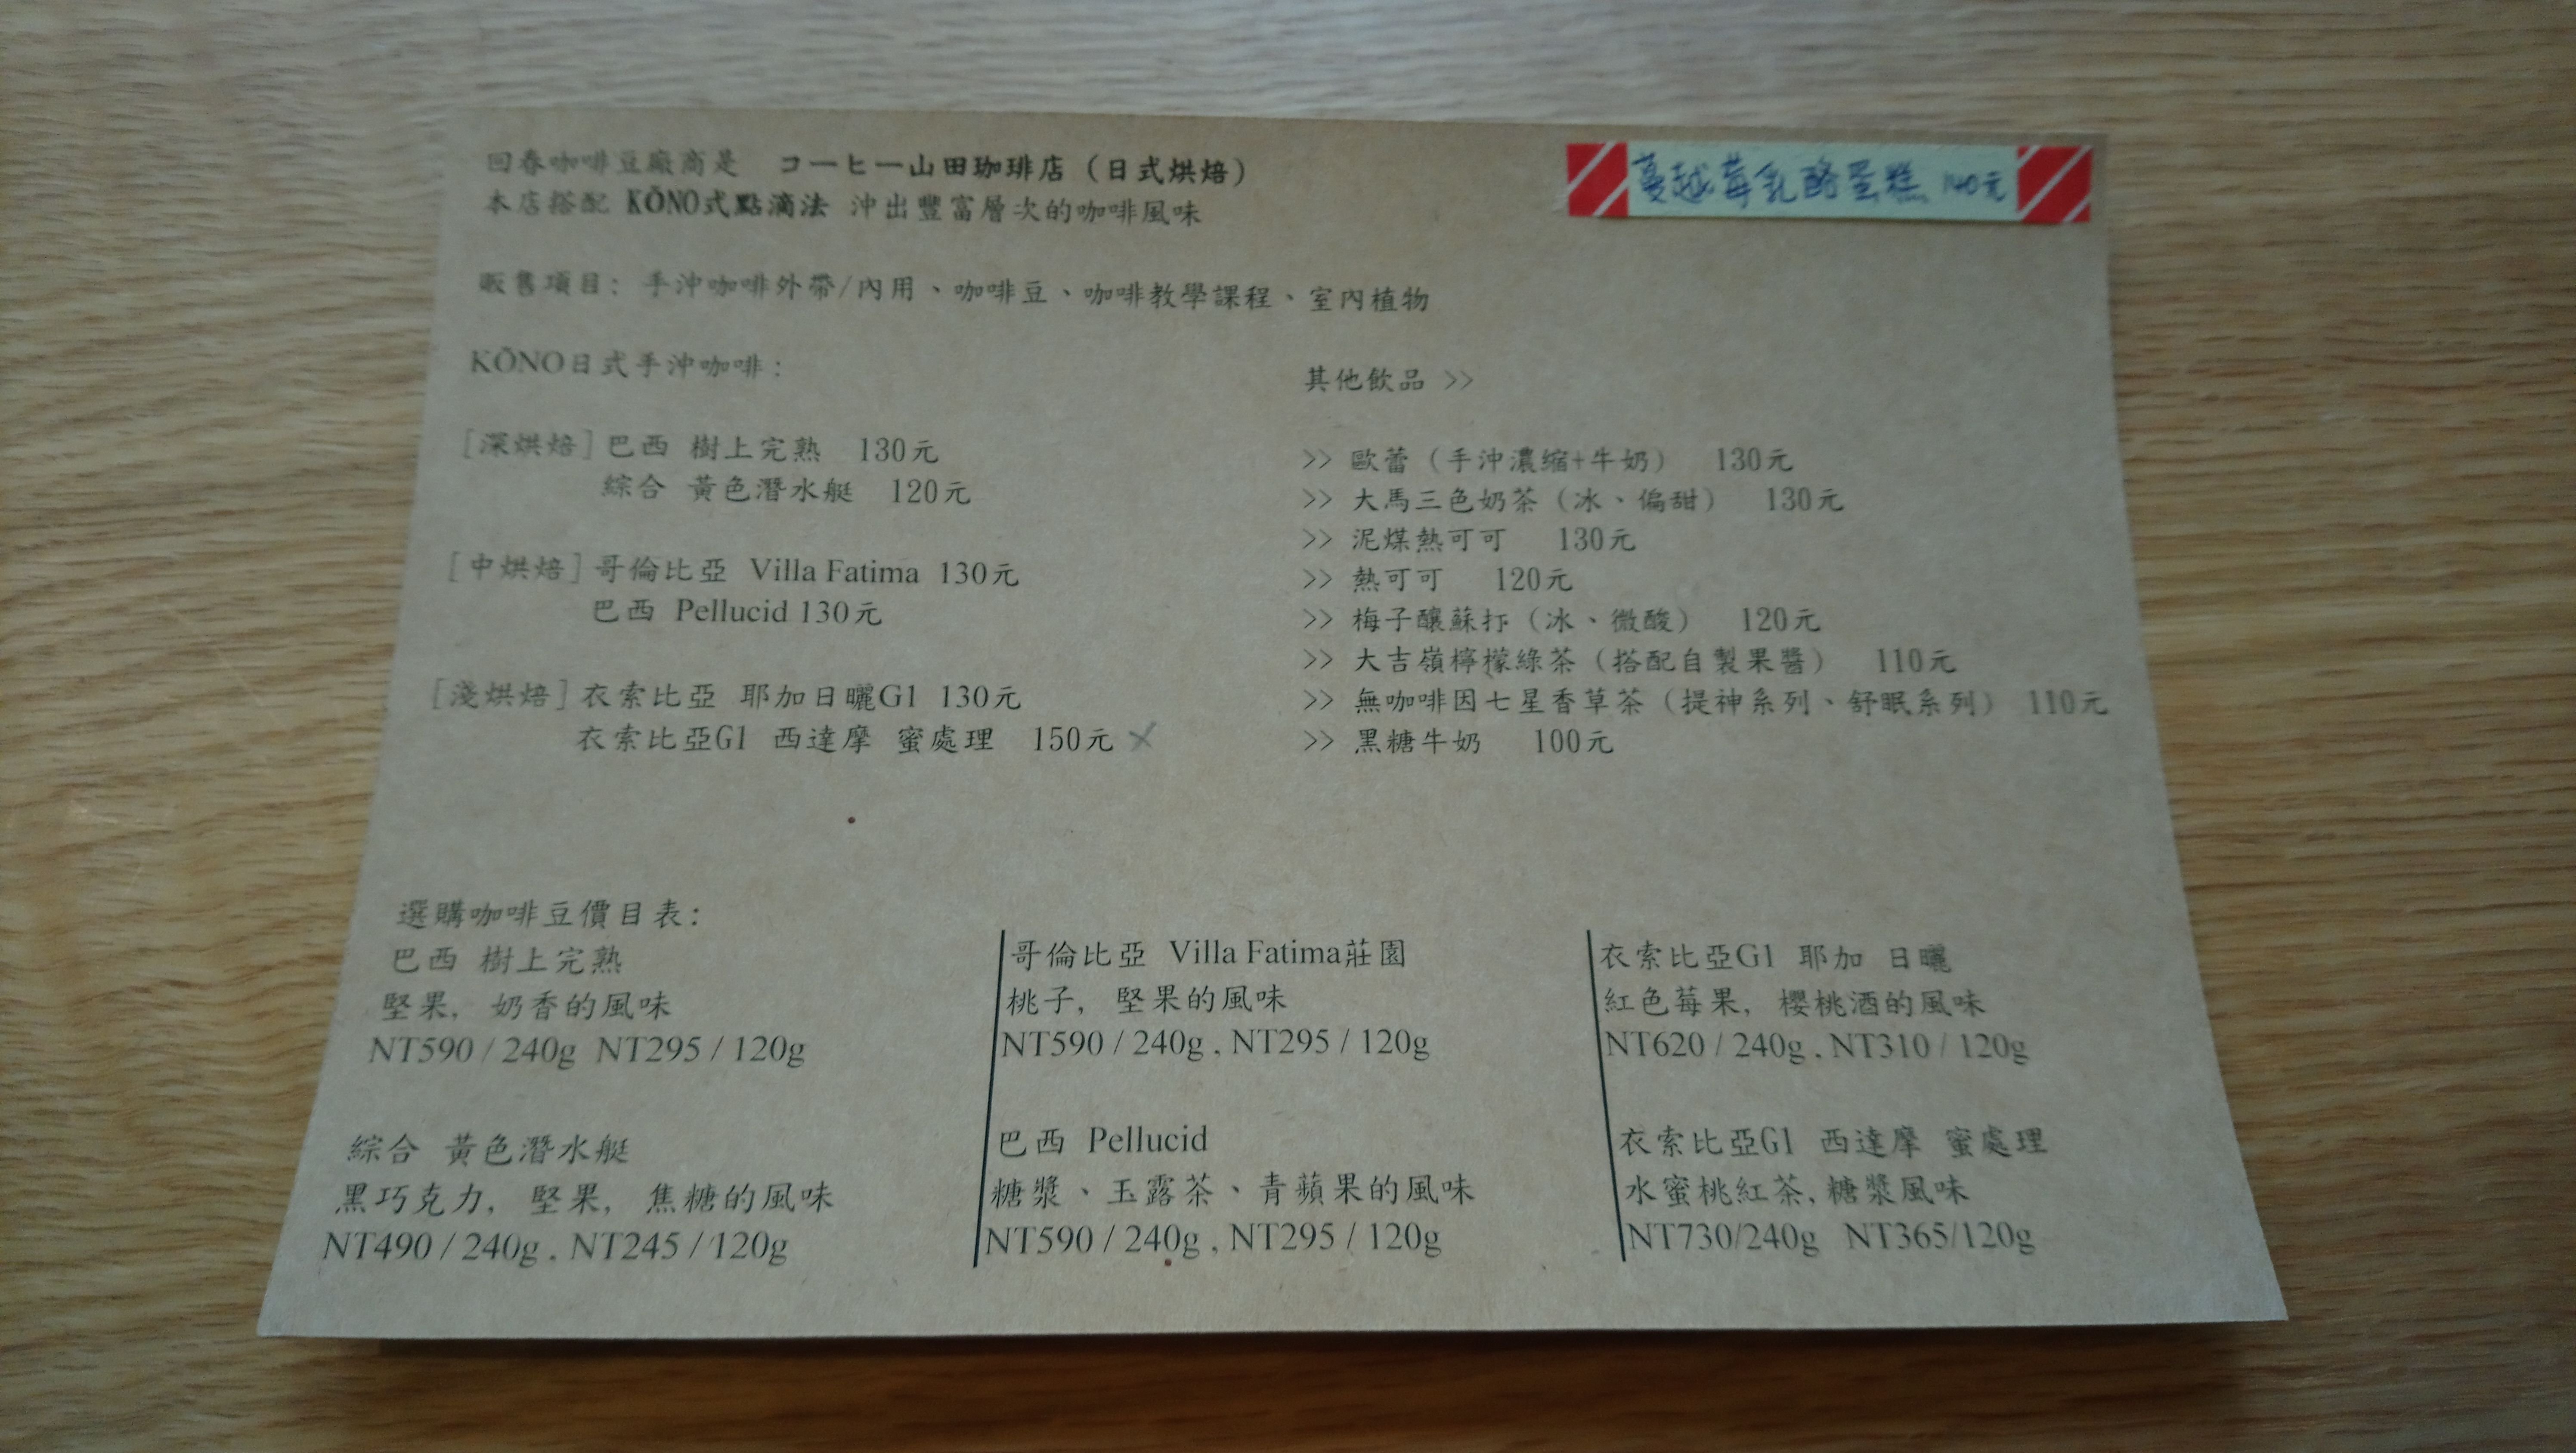 回春咖啡豆廠商是 コーヒー山田珈琲店（日式烘焙）
本店搭配 KŌNO式點滴法 沖出豐富層次的咖啡風味
蔓越莓乳酪蛋糕 140元
販售項目: 手沖咖啡外帶/內用、咖啡豆、咖啡教學課程、室內植物
KŌNO日式手沖咖啡:
[深烘焙] 巴西 樹上完熟 130元
綜合 黃色潛水艇 120元
[中烘焙] 哥倫比亞 Villa Fatima 130元
巴西 Pellucid 130元
[淺烘焙] 衣索比亞 耶加日曬G1 130元
衣索比亞G1 西達摩 蜜處理 150元 ×
其他飲品 >>
>> 歐蕾（手沖濃縮+牛奶） 130元
>> 大馬三色奶茶（冰、偏甜） 130元
>> 泥煤熱可可 130元
>> 熱可可 120元
>> 梅子釀蘇打（冰、微酸） 120元
>> 大吉嶺檸檬綠茶（搭配自製果醬） 110元
>> 無咖啡因七星香草茶（提神系列、舒眠系列） 110元
>> 黑糖牛奶 100元
選購咖啡豆價目表:
巴西 樹上完熟
堅果, 奶香的風味
NT590 / 240g NT295 / 120g
綜合 黃色潛水艇
黑巧克力, 堅果, 焦糖的風味
NT490 / 240g , NT245 / 120g
哥倫比亞 Villa Fatima莊園
桃子, 堅果的風味
NT590 / 240g , NT295 / 120g
巴西 Pellucid
糖漿、玉露茶、青蘋果的風味
NT590 / 240g , NT295 / 120g
衣索比亞G1 耶加 日曬
紅色莓果, 櫻桃酒的風味
NT620 / 240g , NT310 / 120g
衣索比亞G1 西達摩 蜜處理
水蜜桃紅茶, 糖漿風味
NT730/240g NT365/120g